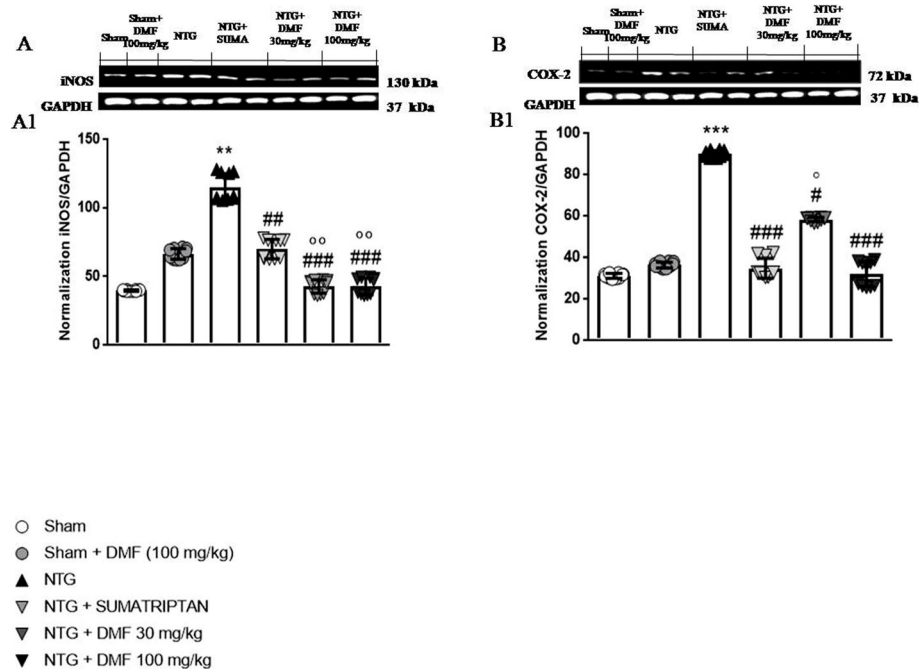 A
Sham
Sham+
DMF
100mg/kg
NTG
NTG+
SUMA
NTG+
DMF
30mg/kg
NTG+
DMF
100mg/kg
iNOS
130 kDa
GAPDH
37 kDa
A1
Normalization iNOS/GAPDH
150
100
50
0
**
##
°°
###
°°
###
B
Sham
Sham+
DMF
100mg/kg
NTG
NTG+
SUMA
NTG+ DMF
30mg/kg
NTG+
DMF
100mg/kg
COX-2
72 kDa
GAPDH
37 kDa
B1
Normalization COX-2/GAPDH
100
80
60
40
20
0
***
###
°
#
###
Sham
Sham + DMF (100 mg/kg)
NTG
NTG + SUMATRIPTAN
NTG + DMF 30 mg/kg
NTG + DMF 100 mg/kg